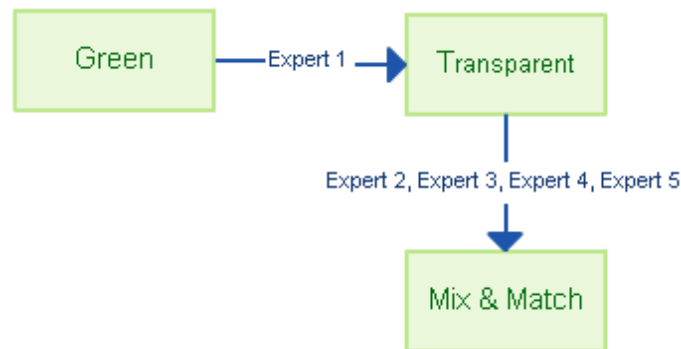 Green
Expert 1
Transparent
Expert 2, Expert 3, Expert 4, Expert 5
Mix & Match